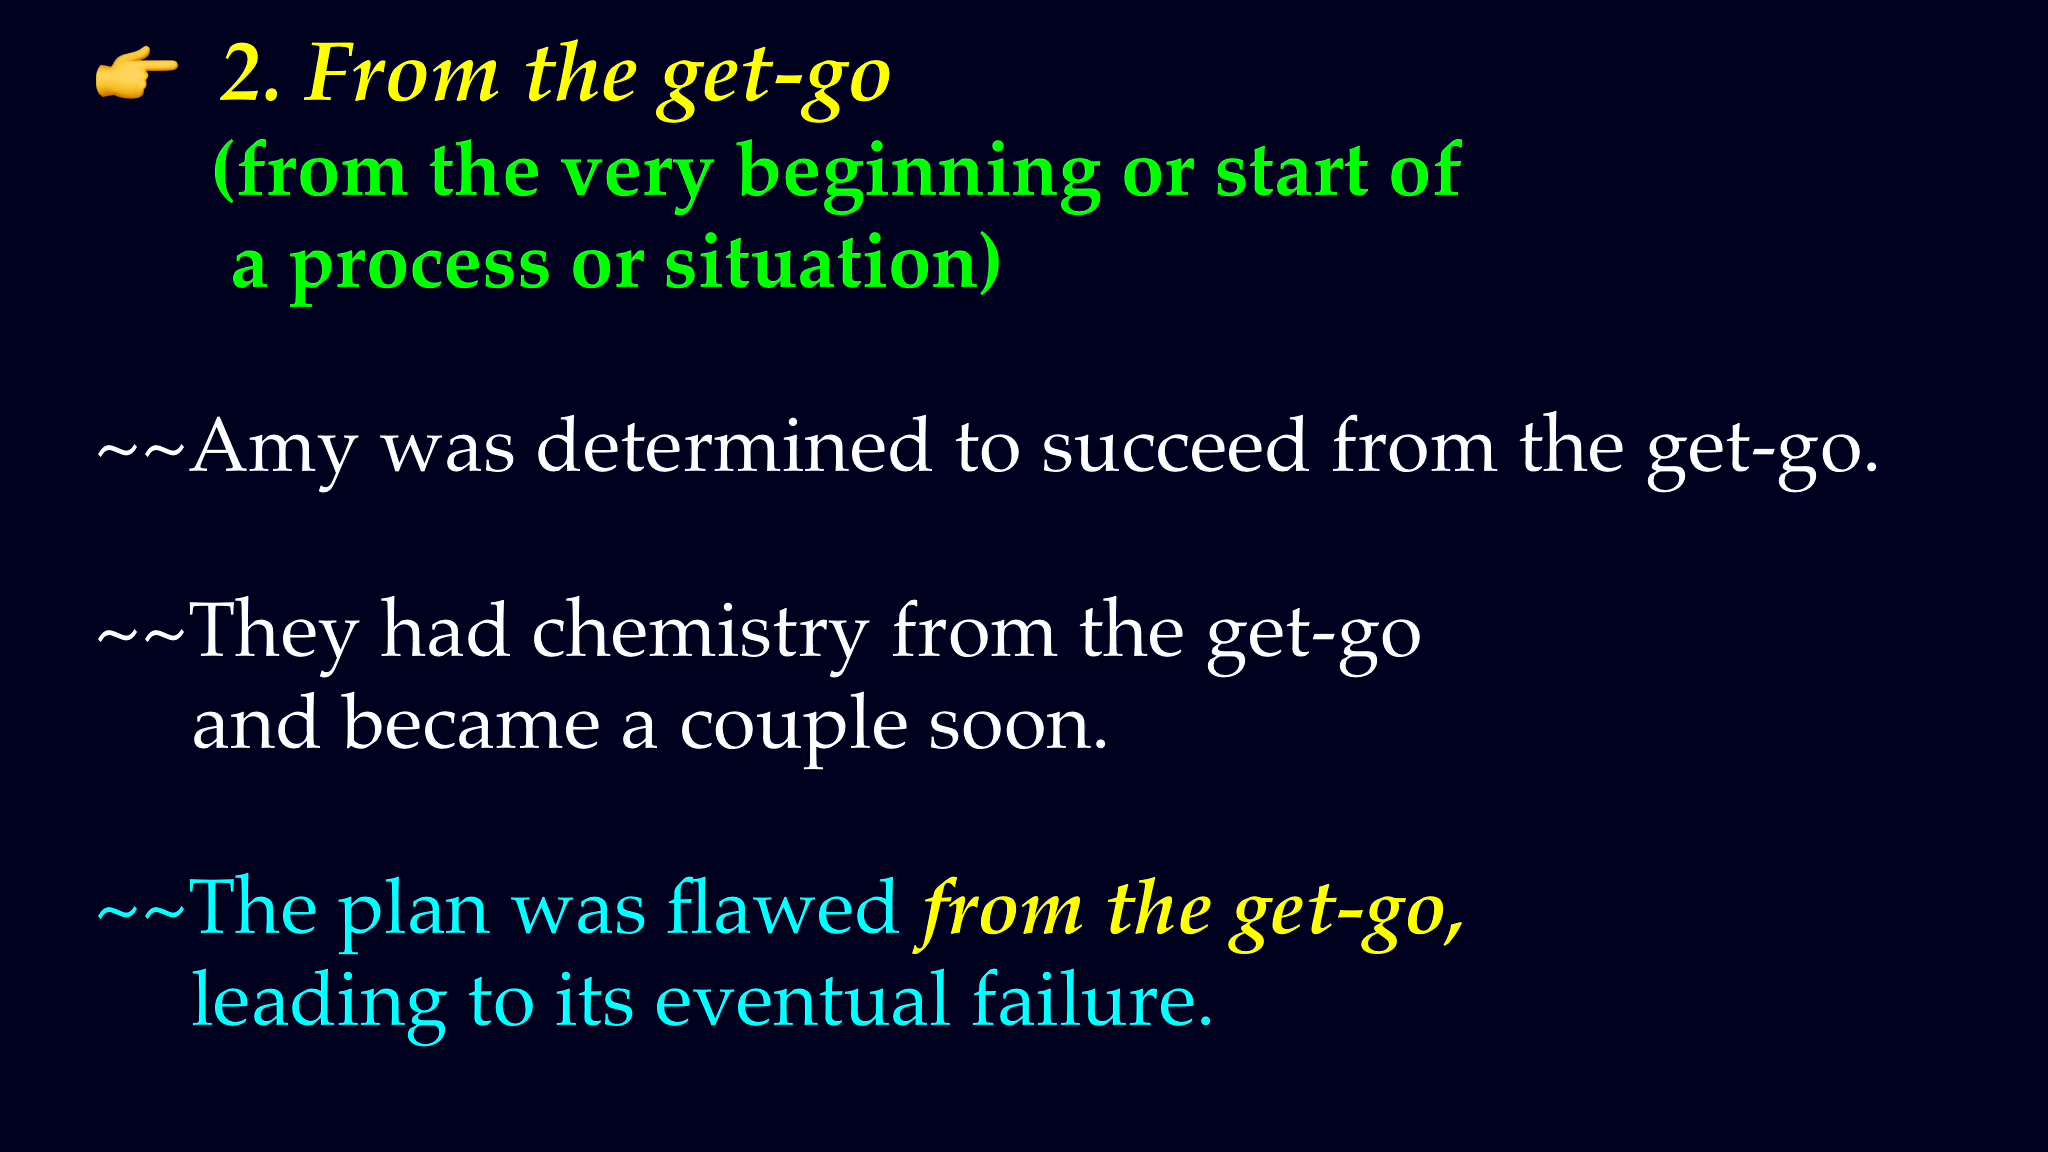 👉 2. From the get-go
(from the very beginning or start of
a process or situation)
~~Amy was determined to succeed from the get-go.
~~They had chemistry from the get-go
and became a couple soon.
~~The plan was flawed from the get-go,
leading to its eventual failure.